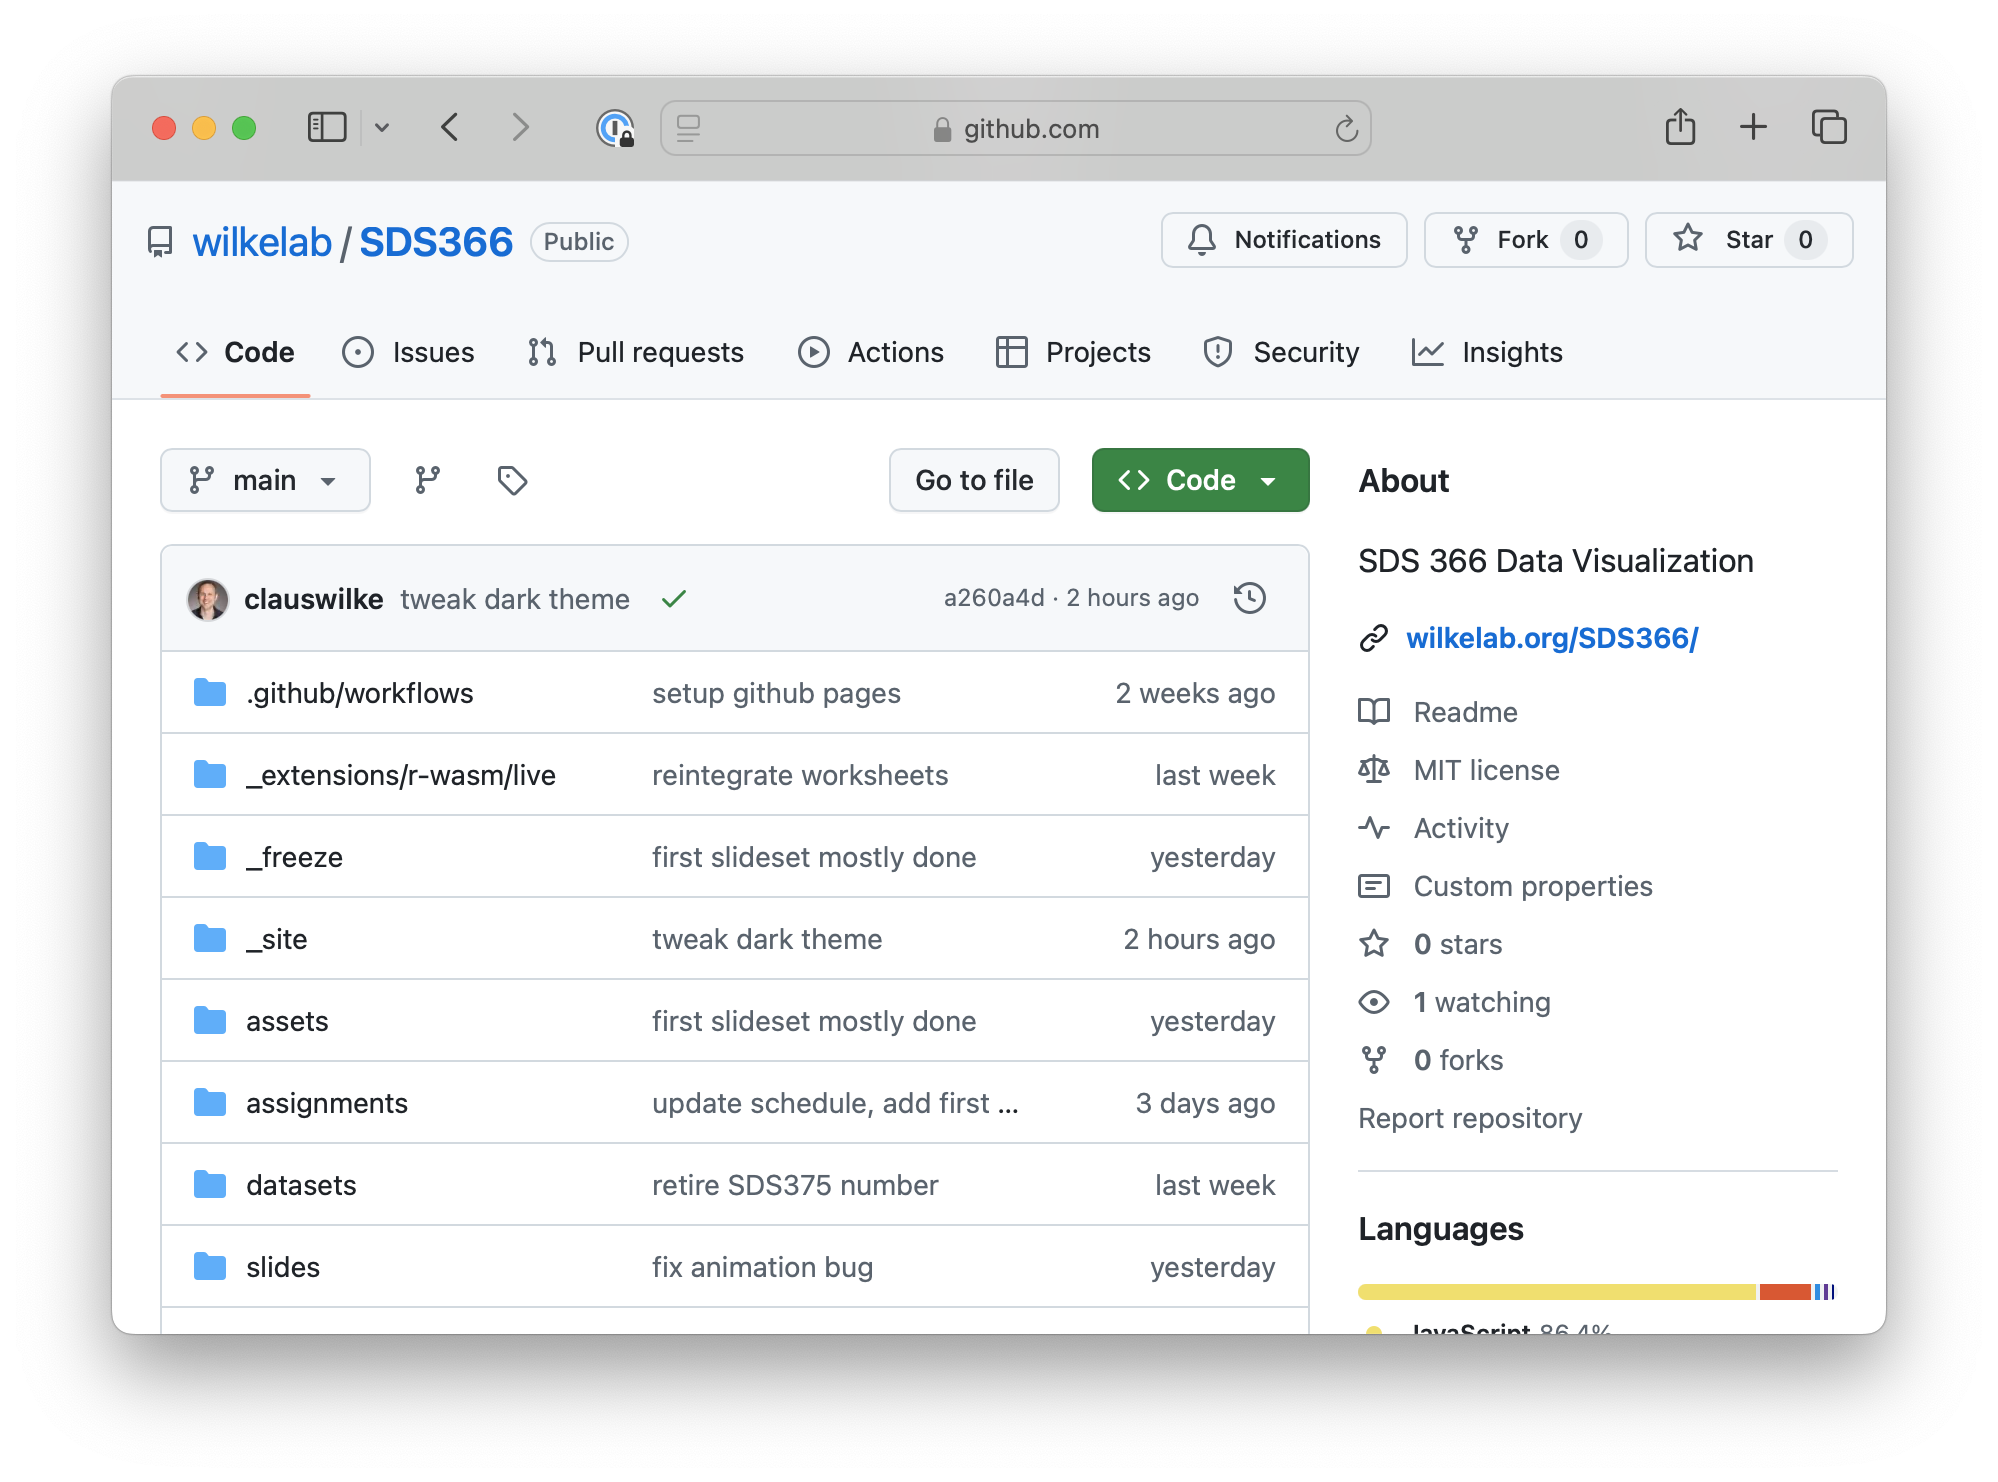 github.com
wilkelab / SDS366 Public
Notifications Fork 0 Star 0
Code Issues Pull requests Actions Projects Security Insights
main Go to file Code
clauswilke tweak dark theme a260a4d · 2 hours ago
.github/workflows setup github pages 2 weeks ago
_extensions/r-wasm/live reintegrate worksheets last week
_freeze first slideset mostly done yesterday
_site tweak dark theme 2 hours ago
assets first slideset mostly done yesterday
assignments update schedule, add first ... 3 days ago
datasets retire SDS375 number last week
slides fix animation bug yesterday
About
SDS 366 Data Visualization
wilkelab.org/SDS366/
Readme
MIT license
Activity
Custom properties
0 stars
1 watching
0 forks
Report repository
Languages
JavaScript 86.4%